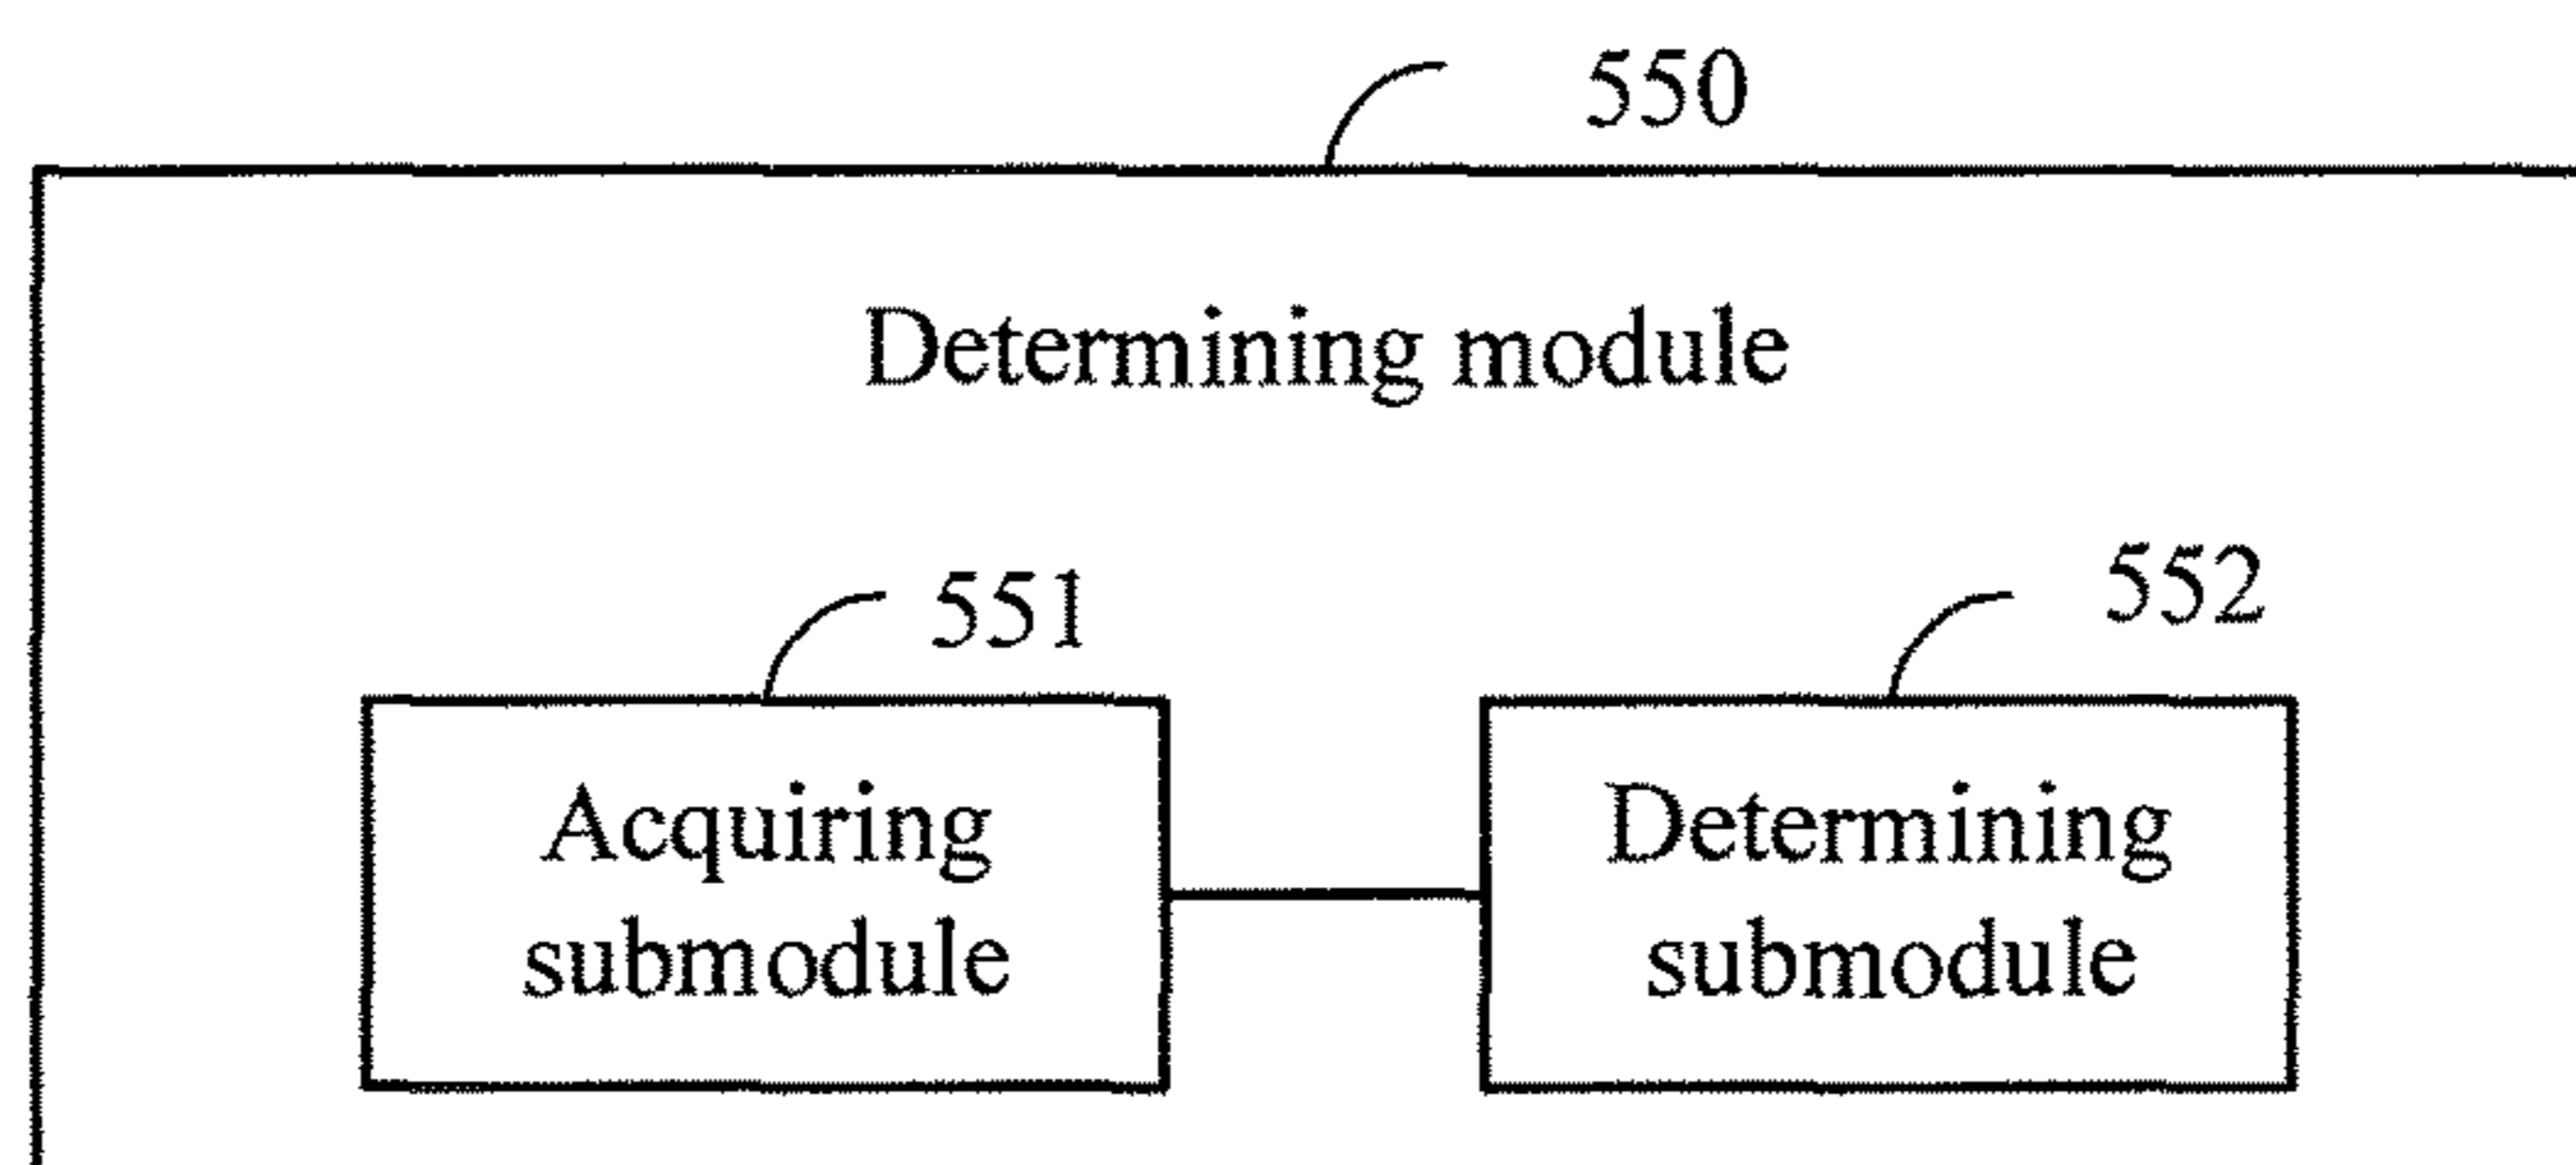 550
Determining module
551
552
Acquiring
submodule
Determining
submodule